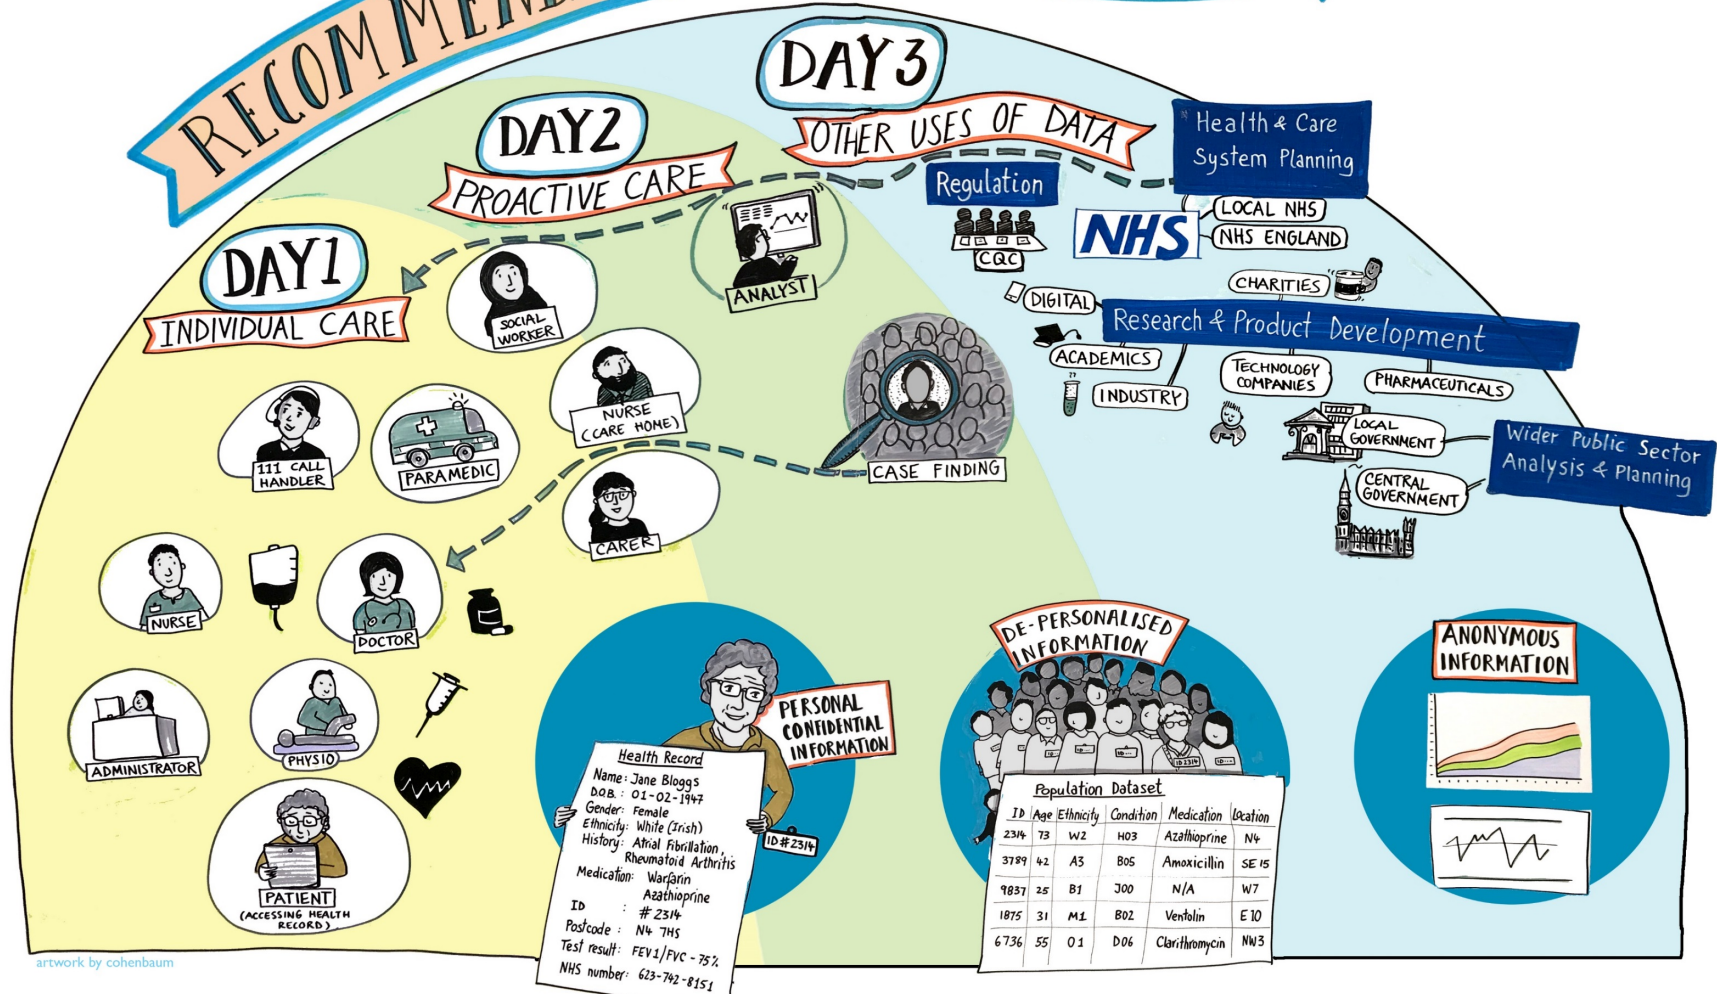 RECOMMEN
DAY 3
OTHER USES OF DATA
DAY 2
PROACTIVE CARE
DAY 1
INDIVIDUAL CARE
Health & Care
System Planning
Regulation
CQC
NHS
LOCAL NHS
NHS ENGLAND
CHARITIES
DIGITAL
Research & Product Development
ACADEMICS
INDUSTRY
TECHNOLOGY
COMPANIES
PHARMACEUTICALS
LOCAL
GOVERNMENT
CENTRAL
GOVERNMENT
Wider Public Sector
Analysis & Planning
ANALYST
SOCIAL
WORKER
NURSE
(CARE HOME)
CASE FINDING
CARER
111 CALL
HANDLER
PARAMEDIC
NURSE
DOCTOR
ADMINISTRATOR
PHYSIO
PATIENT
(ACCESSING HEALTH
RECORD)
PERSONAL
CONFIDENTIAL
INFORMATION
Health Record
Name: Jane Bloggs
D.O.B.: 01-02-1947
Gender: Female
Ethnicity: White (Irish)
History: Atrial Fibrillation,
Rheumatoid Arthritis
Medication: Warfarin
Azathioprine
ID : # 2314
Postcode : N4 7HS
Test result: FEV1/FVC - 75%
NHS number: 623-742-8151
ID# 2314
DE-PERSONALISED
INFORMATION
ID 2314
Population Dataset
ID Age Ethnicity Condition Medication Location
2314 73 W2 H03 Azathioprine N4
3789 42 A3 B05 Amoxicillin SE15
9837 25 B1 J00 N/A W7
1875 31 M1 B02 Ventolin E10
6736 55 O1 D06 Clarithromycin NW3
ANONYMOUS
INFORMATION
artwork by cohenbaum